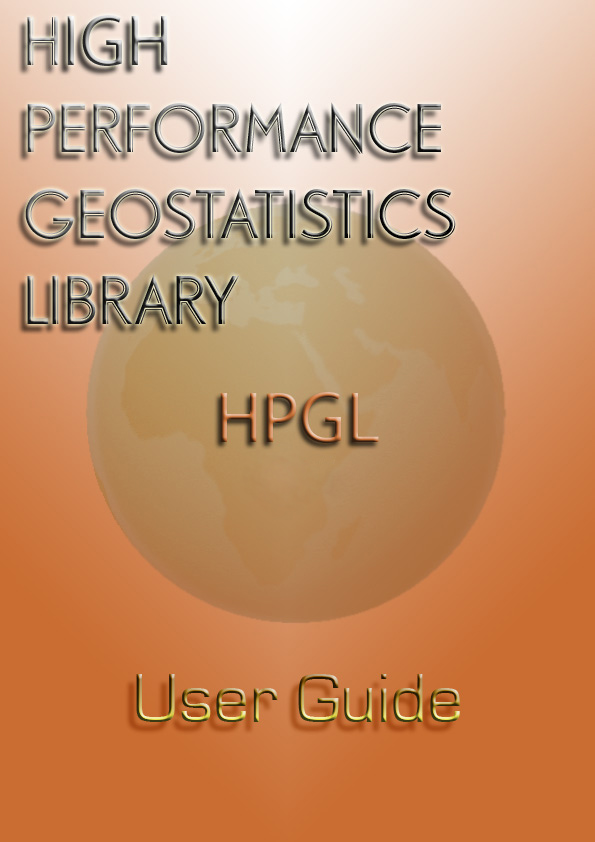 HIGH
PERFORMANCE
GEOSTATISTICS
LIBRARY
HPGL
User Guide